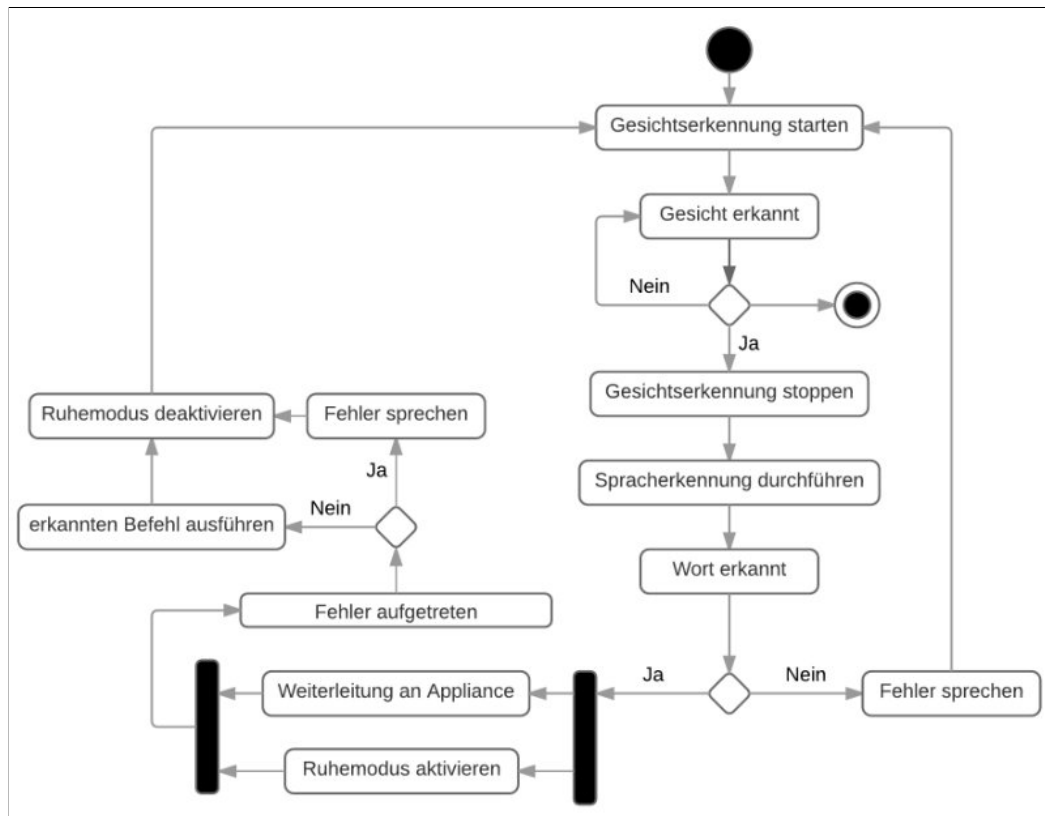 Gesichtserkennung starten
Gesicht erkannt
Nein
Ja
Gesichtserkennung stoppen
Ruhemodus deaktivieren
Fehler sprechen
Ja
Spracherkennung durchführen
Nein
erkannten Befehl ausführen
Wort erkannt
Fehler aufgetreten
Ja
Nein
Weiterleitung an Appliance
Fehler sprechen
Ruhemodus aktivieren